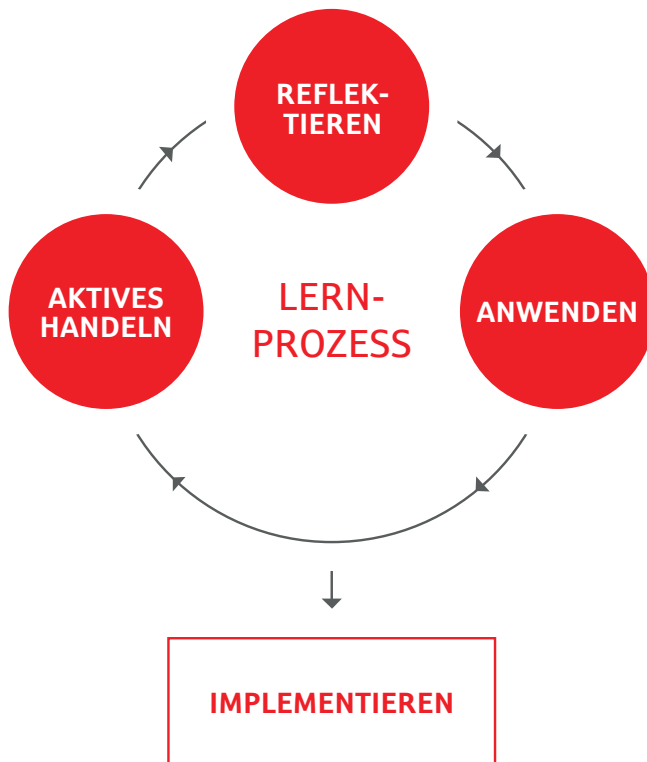 REFLEK-
TIEREN
AKTIVES
HANDELN
LERN-
PROZESS
ANWENDEN
IMPLEMENTIEREN